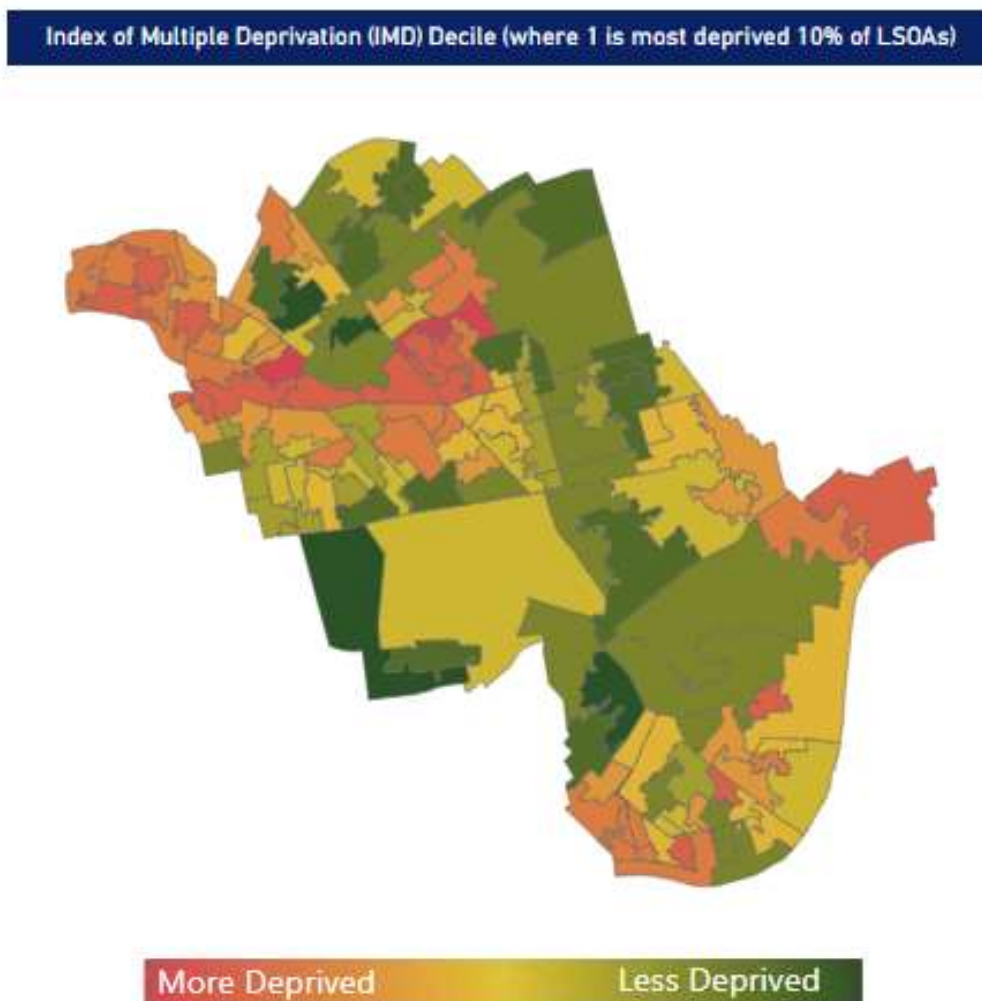 Index of Multiple Deprivation (IMD) Decile (where 1 is most deprived 10% of LSOAs)
More Deprived Less Deprived